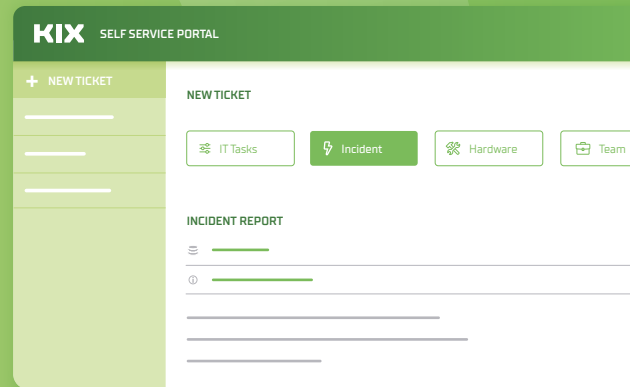 KIX SELF SERVICE PORTAL
NEW TICKET
NEW TICKET
IT Tasks
Incident
Hardware
Team
INCIDENT REPORT